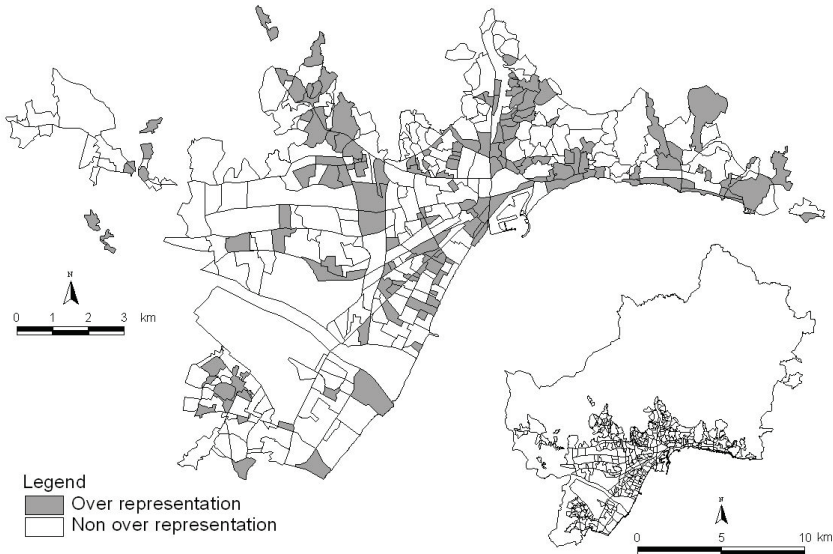 N
0 1 2 3 km
Legend
Over representation
Non over representation
N
0 5 10 km